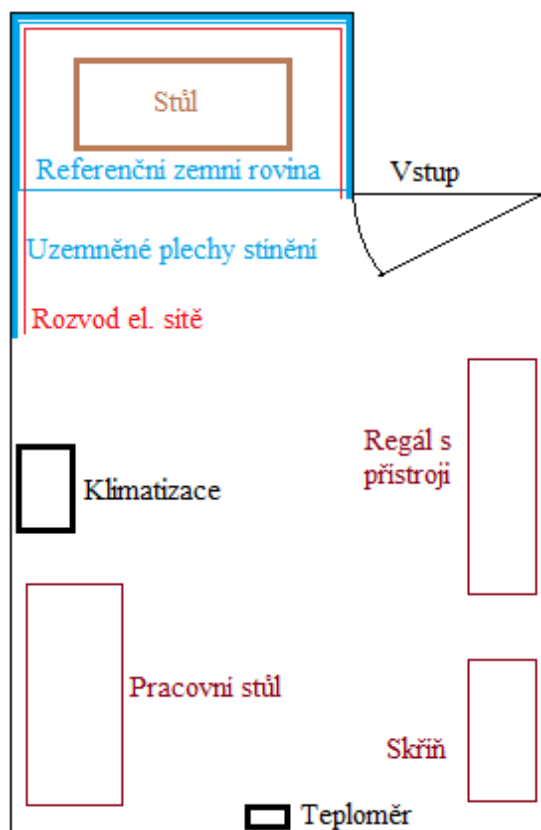 Stůl
Referenční zemní rovina
Vstup
Uzemněné plechy stínění
Rozvod el. sítě
Regál s
přístroji
Klimatizace
Pracovní stůl
Skříň
Teploměr